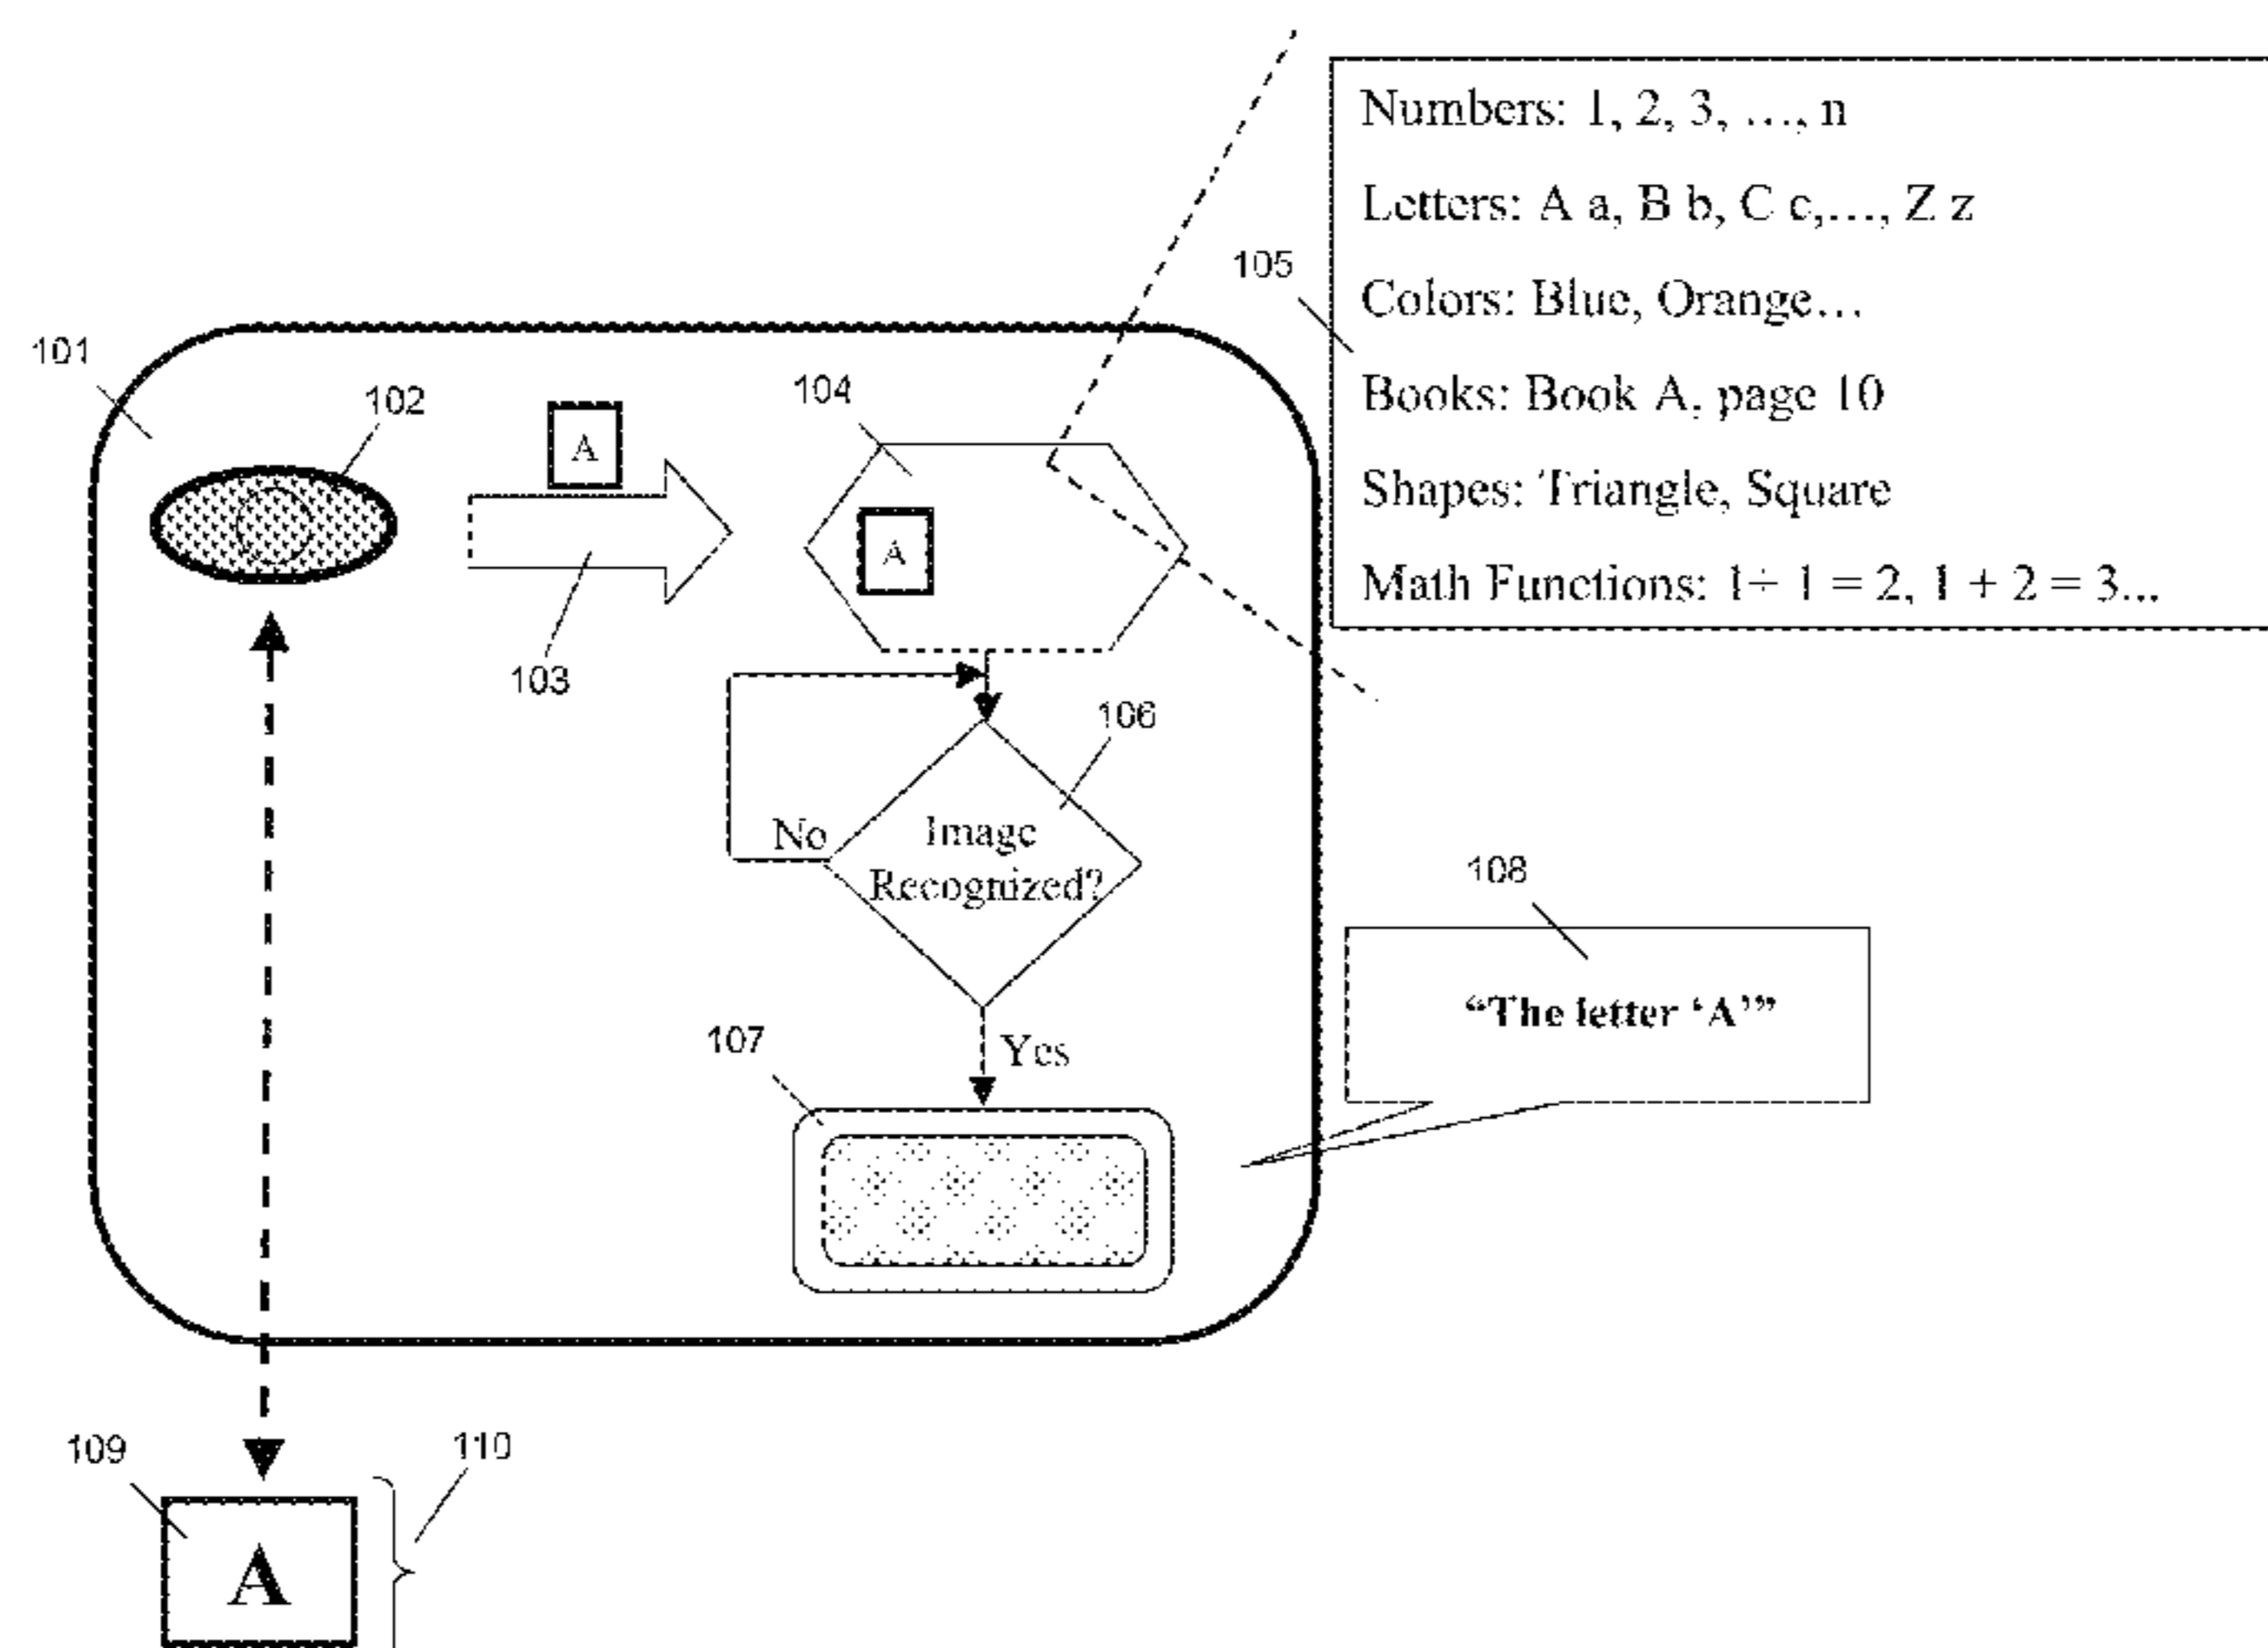 Numbers: 1, 2, 3, …, n
Letters: A a, B b, C c,…, Z z
105
Colors: Blue, Orange…
101
102
104
Books: Book A, page 10
A
Shapes: Triangle, Square
A
Math Functions: 1+ 1 = 2, 1 + 2 = 3...
103
106
No
Image
Recognized?
108
“The letter ‘A’”
107
Yes
109
110
A